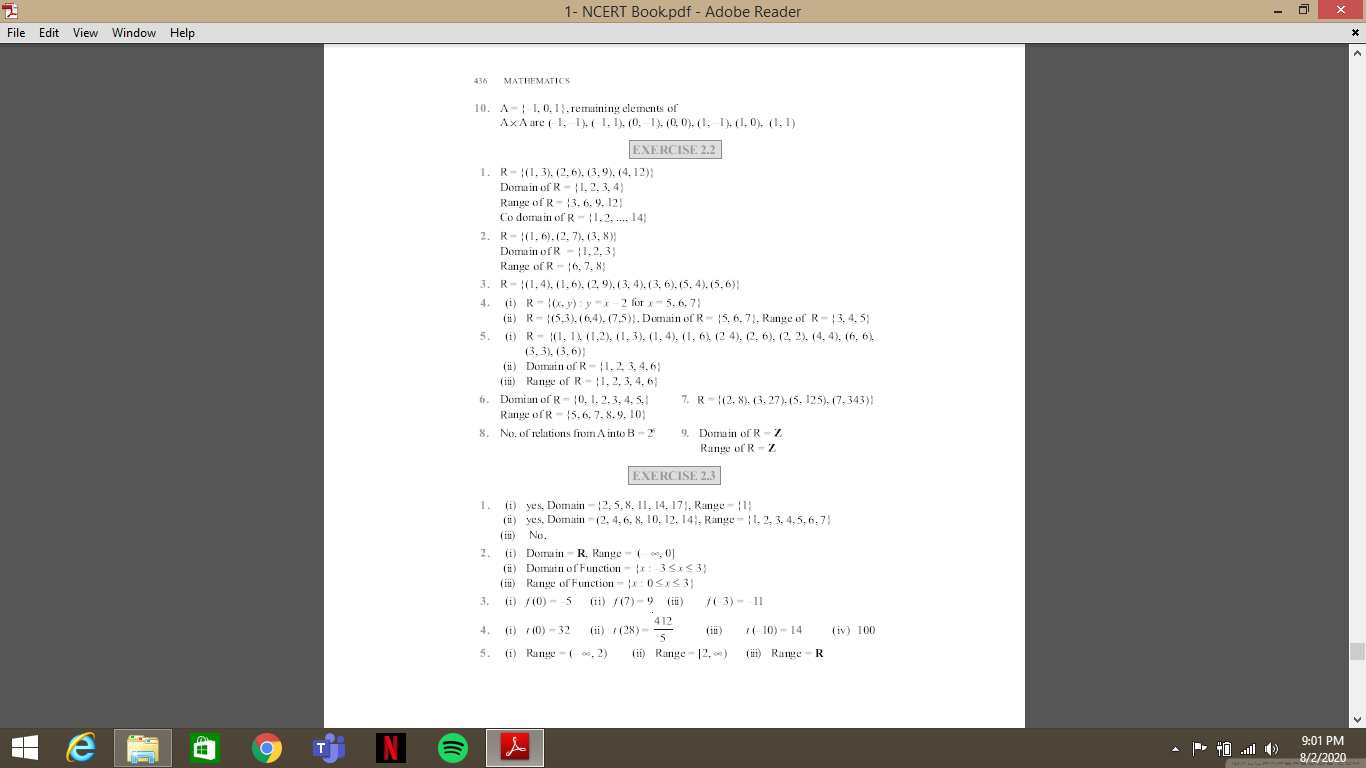 1- NCERT Book.pdf - Adobe Reader
File Edit View Window Help
436 MATHEMATICS
10. A = {–1, 0, 1}, remaining elements of
A × A are (–1, –1), (–1, 1), (0, –1), (0, 0), (1, –1), (1, 0), (1, 1)
EXERCISE 2.2
1. R = {(1, 3), (2, 6), (3, 9), (4, 12)}
Domain of R = {1, 2, 3, 4}
Range of R = {3, 6, 9, 12}
Co domain of R = {1, 2, ..., 14}
2. R = {(1, 6), (2, 7), (3, 8)}
Domain of R = {1, 2, 3}
Range of R = {6, 7, 8}
3. R = {(1, 4), (1, 6), (2, 9), (3, 4), (3, 6), (5, 4), (5, 6)}
4. (i) R = {(x, y) : y = x – 2 for x = 5, 6, 7}
(ii) R = {(5,3), (6,4), (7,5)}. Domain of R = {5, 6, 7}, Range of R = {3, 4, 5}
5. (i) R = {(1, 1), (1,2), (1, 3), (1, 4), (1, 6), (2 4), (2, 6), (2, 2), (4, 4), (6, 6),
(3, 3), (3, 6)}
(ii) Domain of R = {1, 2, 3, 4, 6}
(iii) Range of R = {1, 2, 3, 4, 6}
6. Domian of R = {0, 1, 2, 3, 4, 5,} 7. R = {(2, 8), (3, 27), (5, 125), (7, 343)}
Range of R = {5, 6, 7, 8, 9, 10}
8. No. of relations from A into B = 2⁶ 9. Domain of R = Z
Range of R = Z
EXERCISE 2.3
1. (i) yes, Domain = {2, 5, 8, 11, 14, 17}, Range = {1}
(ii) yes, Domain = (2, 4, 6, 8, 10, 12, 14}, Range = {1, 2, 3, 4, 5, 6, 7}
(iii) No.
2. (i) Domain = R, Range = (– ∞, 0]
(ii) Domain of Function = {x : –3 ≤ x ≤ 3}
(iii) Range of Function = {x : 0 ≤ x ≤ 3}
3. (i) f (0) = –5 (ii) f (7) = 9 (iii) f (–3) = –11
4. (i) t (0) = 32 (ii) t (28) = 412/5 (iii) t (–10) = 14 (iv) 100
5. (i) Range = (– ∞, 2) (ii) Range = [2, ∞) (iii) Range = R
9:01 PM
8/2/2020